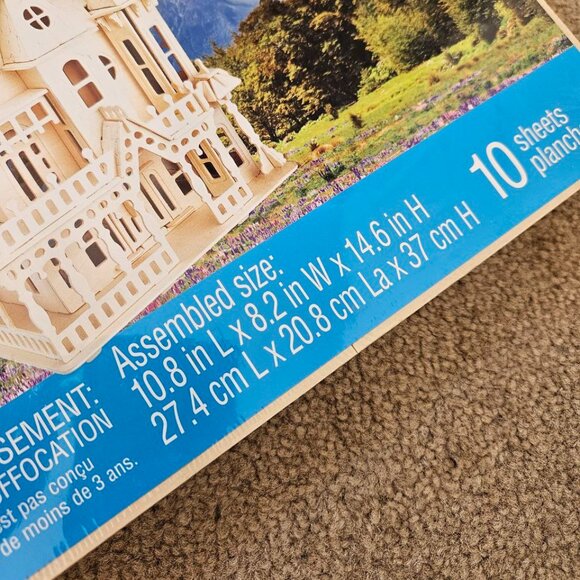 10 sheets
planch
Assembled size:
10.8 in L x 8.2 in W x 14.6 in H
27.4 cm L x 20.8 cm La x 37 cm H
SEMENT:
FFOCATION
est pas conçu
de moins de 3 ans.